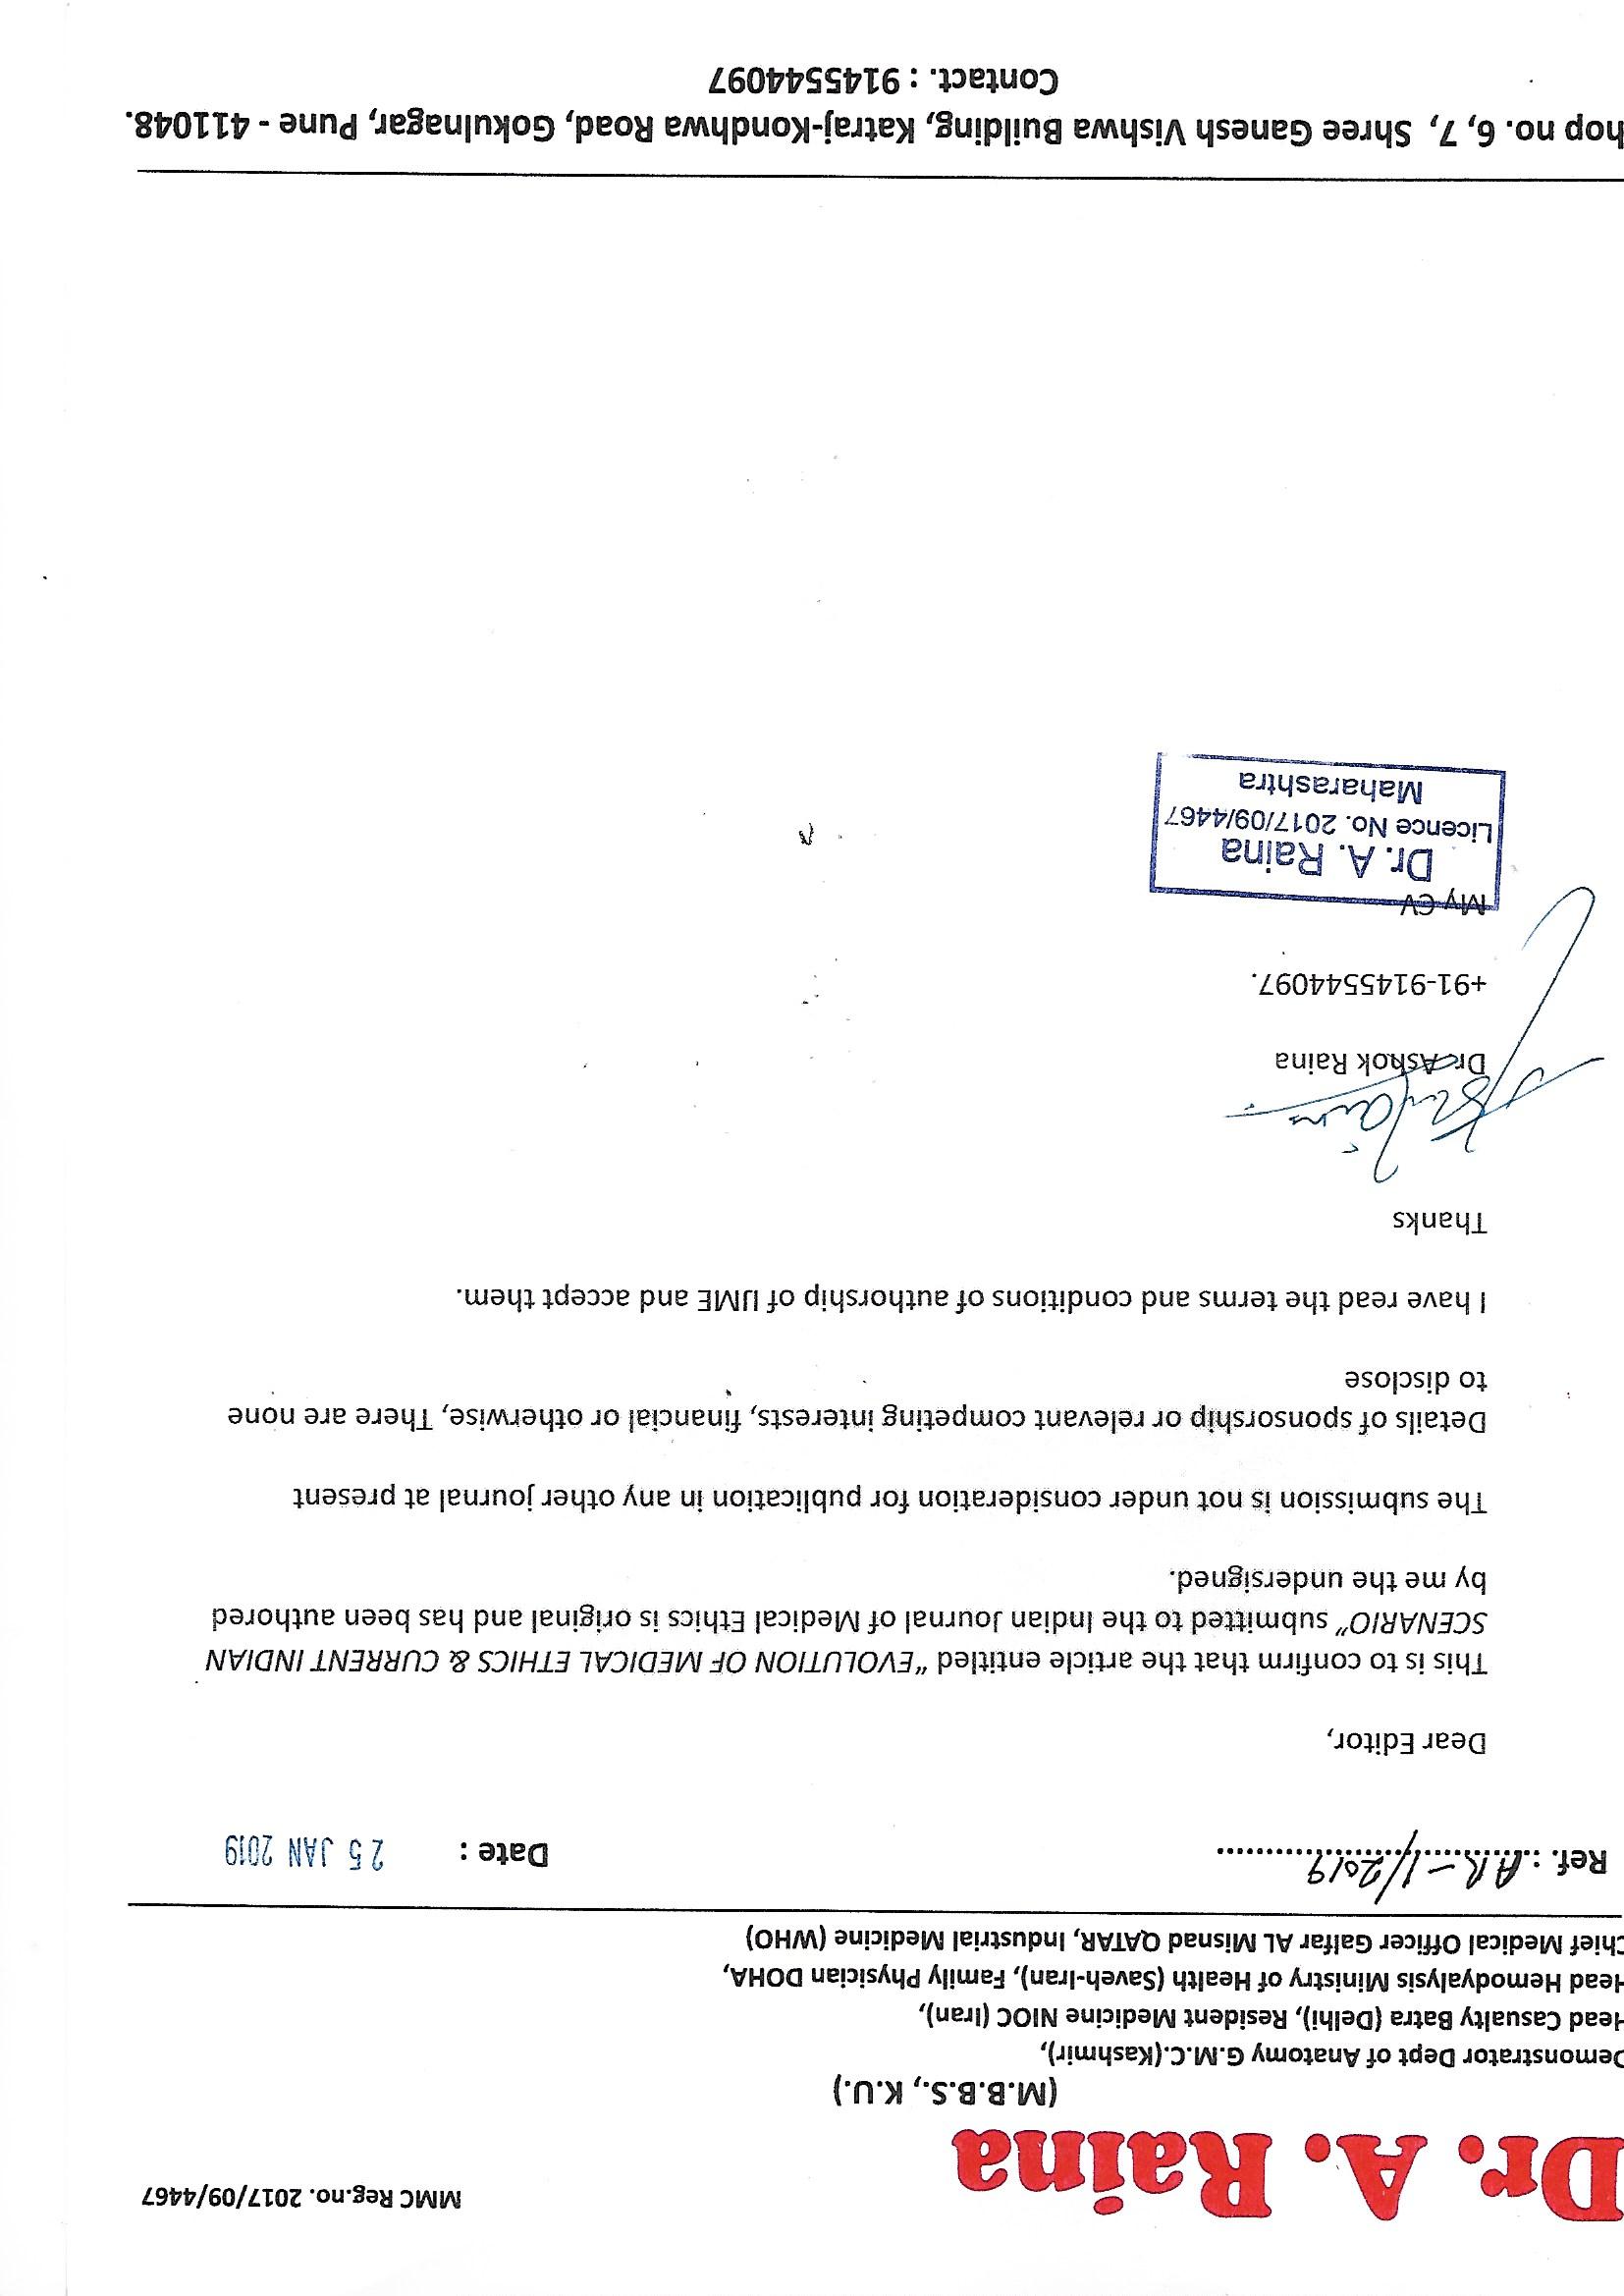 Dr. A. Raina
MMC Reg.no. 2017/09/4467
(M.B.B.S., K.U.)
Demonstrator Dept of Anatomy G.M.C.(Kashmir),
Head Casualty Batra (Delhi), Resident Medicine NIOC (Iran),
Head Hemodyalysis Ministry of Health (Saveh-Iran), Family Physician DOHA,
Chief Medical Officer Galfar AL Misnad QATAR, Industrial Medicine (WHO)
Ref. : AR-1/2019
Date : 25 JAN 2019
Dear Editor,
This is to confirm that the article entitled “EVOLUTION OF MEDICAL ETHICS & CURRENT INDIAN
SCENARIO” submitted to the Indian Journal of Medical Ethics is original and has been authored
by me the undersigned.
The submission is not under consideration for publication in any other journal at present
Details of sponsorship or relevant competing interests, financial or otherwise, There are none
to disclose
I have read the terms and conditions of authorship of IJME and accept them.
Thanks
Dr Ashok Raina
+91-9145544097.
My CV
Dr. A. Raina
Licence No. 2017/09/4467
Maharashtra
hop no. 6, 7, Shree Ganesh Vishwa Building, Katraj-Kondhwa Road, Gokulnagar, Pune - 411048.
Contact. : 9145544097